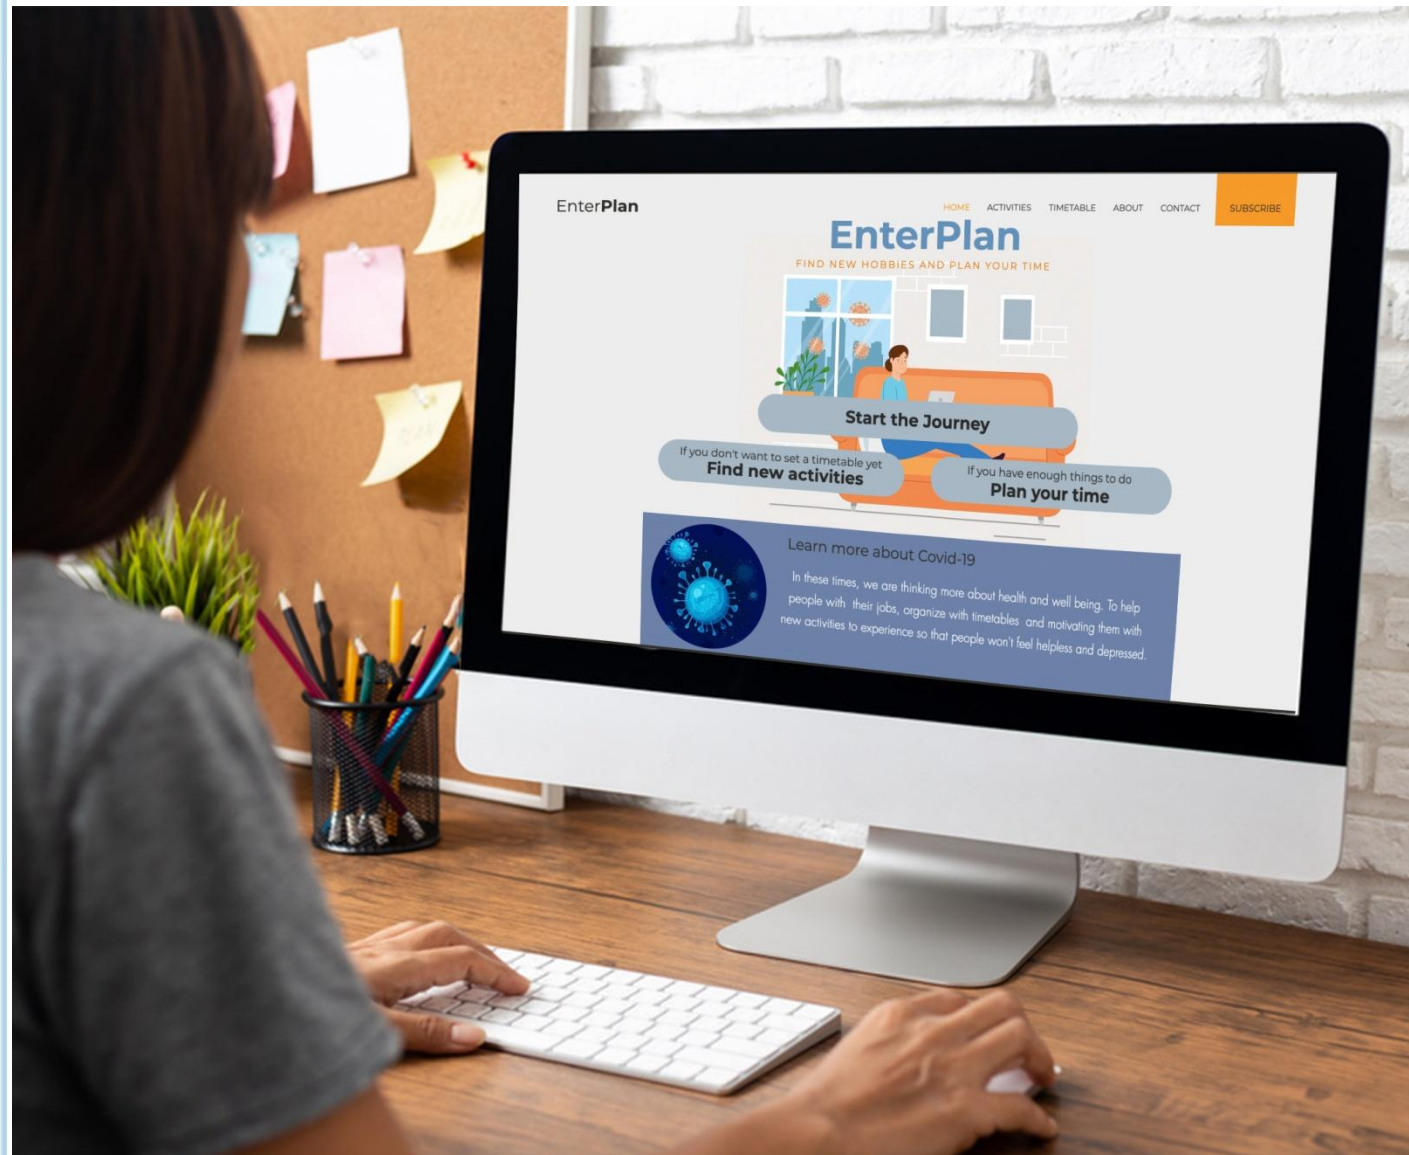 EnterPlan
HOME ACTIVITIES TIMETABLE ABOUT CONTACT SUBSCRIBE
EnterPlan
FIND NEW HOBBIES AND PLAN YOUR TIME
Start the Journey
If you don't want to set a timetable yet
Find new activities
If you have enough things to do
Plan your time
Learn more about Covid-19
In these times, we are thinking more about health and well being. To help
people with their jobs, organize with timetables and motivating them with
new activities to experience so that people won't feel helpless and depressed.